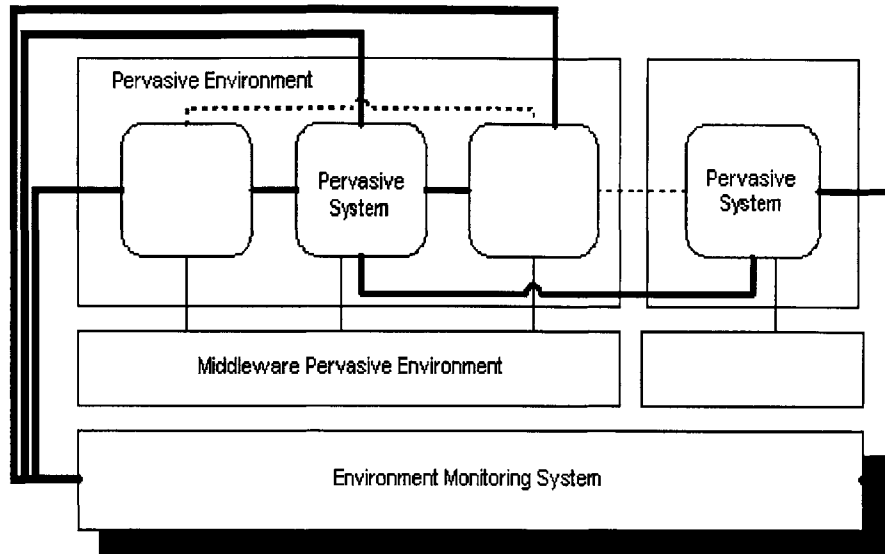 Pervasive Environment
Pervasive
System
Pervasive
System
Middleware Pervasive Environment
Environment Monitoring System